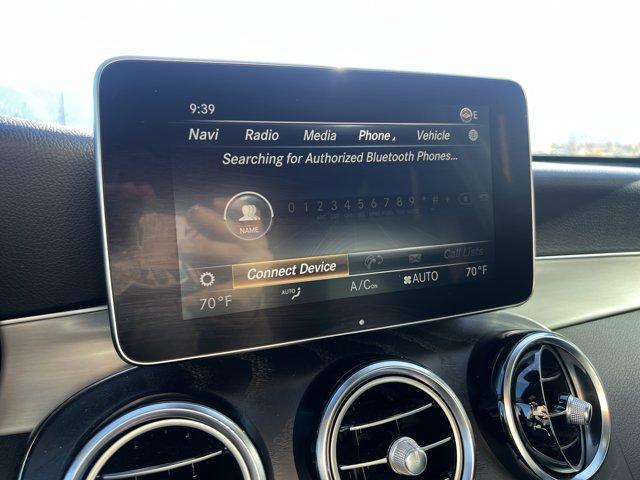 9:39
E
Navi Radio Media Phone Vehicle
Searching for Authorized Bluetooth Phones...
0 1 2 3 4 5 6 7 8 9 * # +
NAME
Connect Device Call Lists
70°F AUTO A/C AUTO 70°F